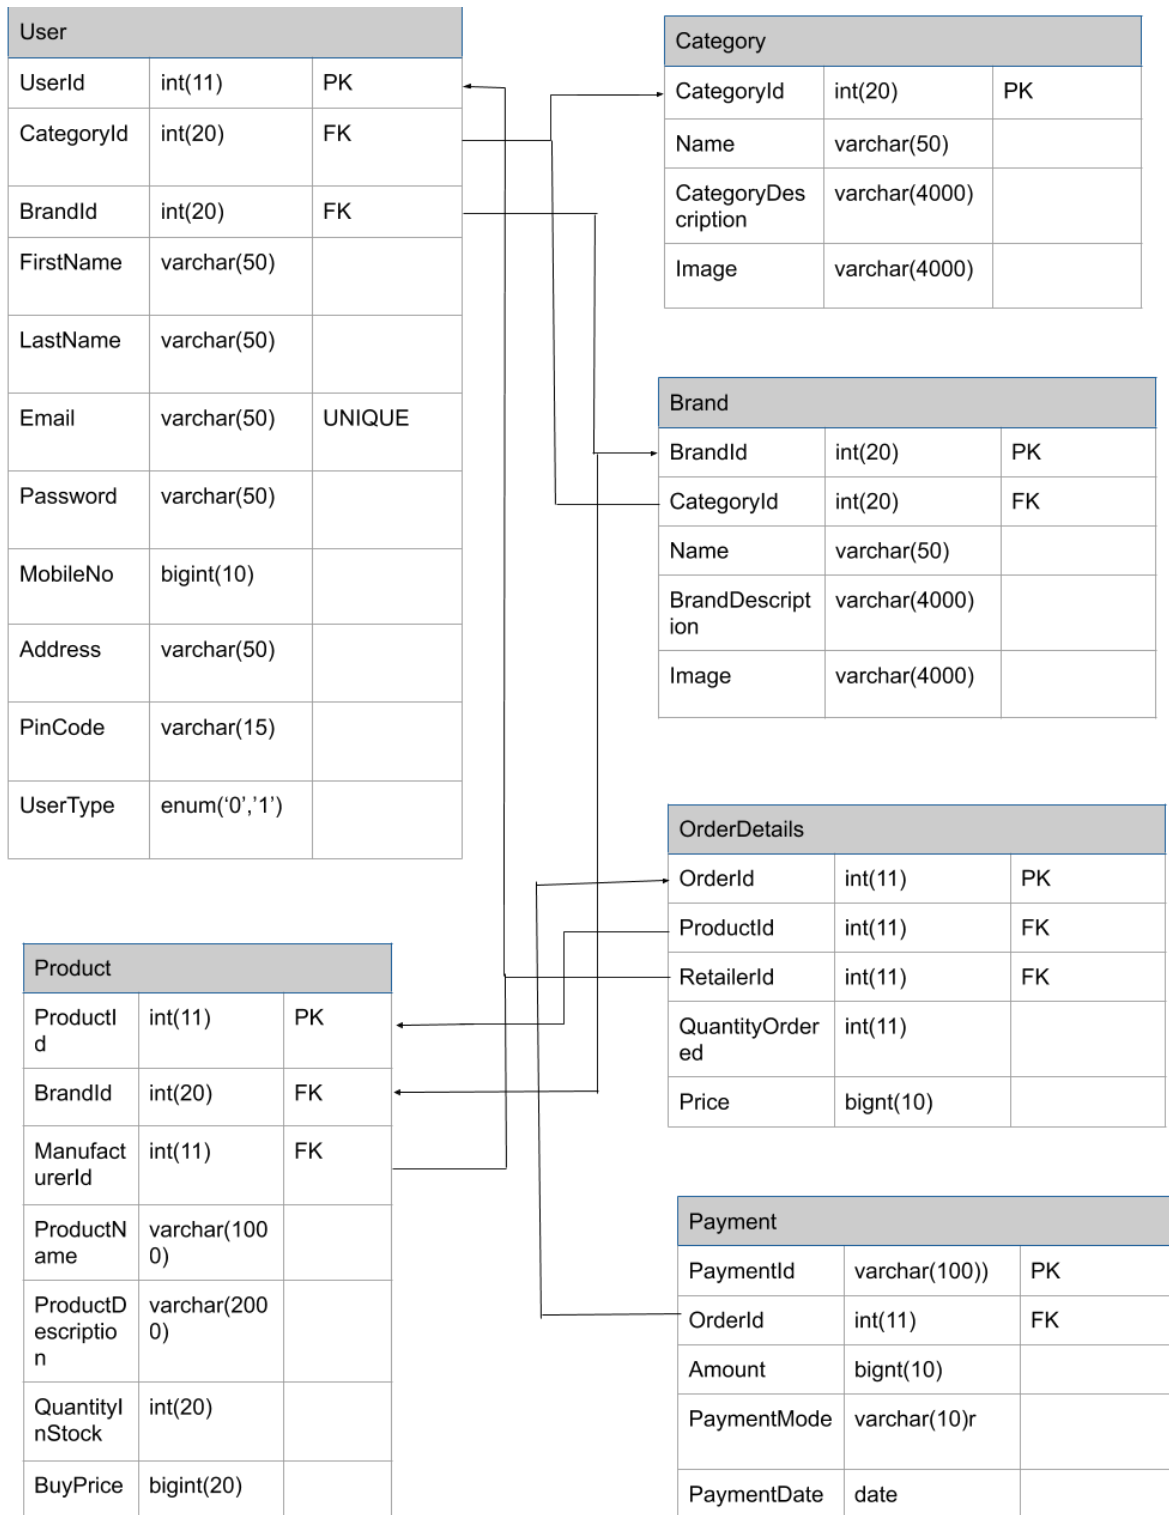 User
UserId int(11) PK
CategoryId int(20) FK
BrandId int(20) FK
FirstName varchar(50)
LastName varchar(50)
Email varchar(50) UNIQUE
Password varchar(50)
MobileNo bigint(10)
Address varchar(50)
PinCode varchar(15)
UserType enum(‘0’,’1’)
Category
CategoryId int(20) PK
Name varchar(50)
CategoryDes varchar(4000)
cription
Image varchar(4000)
Brand
BrandId int(20) PK
CategoryId int(20) FK
Name varchar(50)
BrandDescript varchar(4000)
ion
Image varchar(4000)
Product
ProductI int(11) PK
d
BrandId int(20) FK
Manufact int(11) FK
urerId
ProductN varchar(100
ame 0)
ProductD varchar(200
escriptio 0)
n
QuantityI int(20)
nStock
BuyPrice bigint(20)
OrderDetails
OrderId int(11) PK
ProductId int(11) FK
RetailerId int(11) FK
QuantityOrder int(11)
ed
Price bignt(10)
Payment
PaymentId varchar(100)) PK
OrderId int(11) FK
Amount bignt(10)
PaymentMode varchar(10)r
PaymentDate date